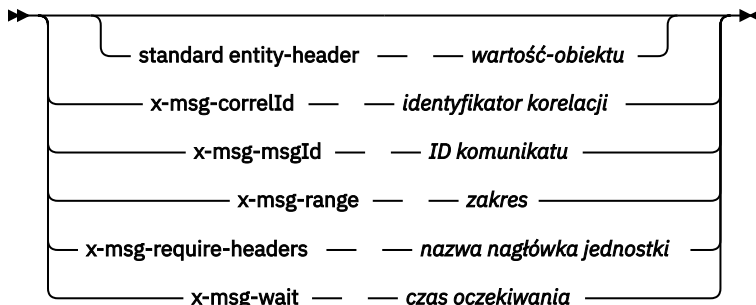 standard entity-header — wartość-obiektu
x-msg-correlId — identyfikator korelacji
x-msg-msgId — ID komunikatu
x-msg-range — zakres
x-msg-require-headers — nazwa nagłówka jednostki
x-msg-wait — czas oczekiwania